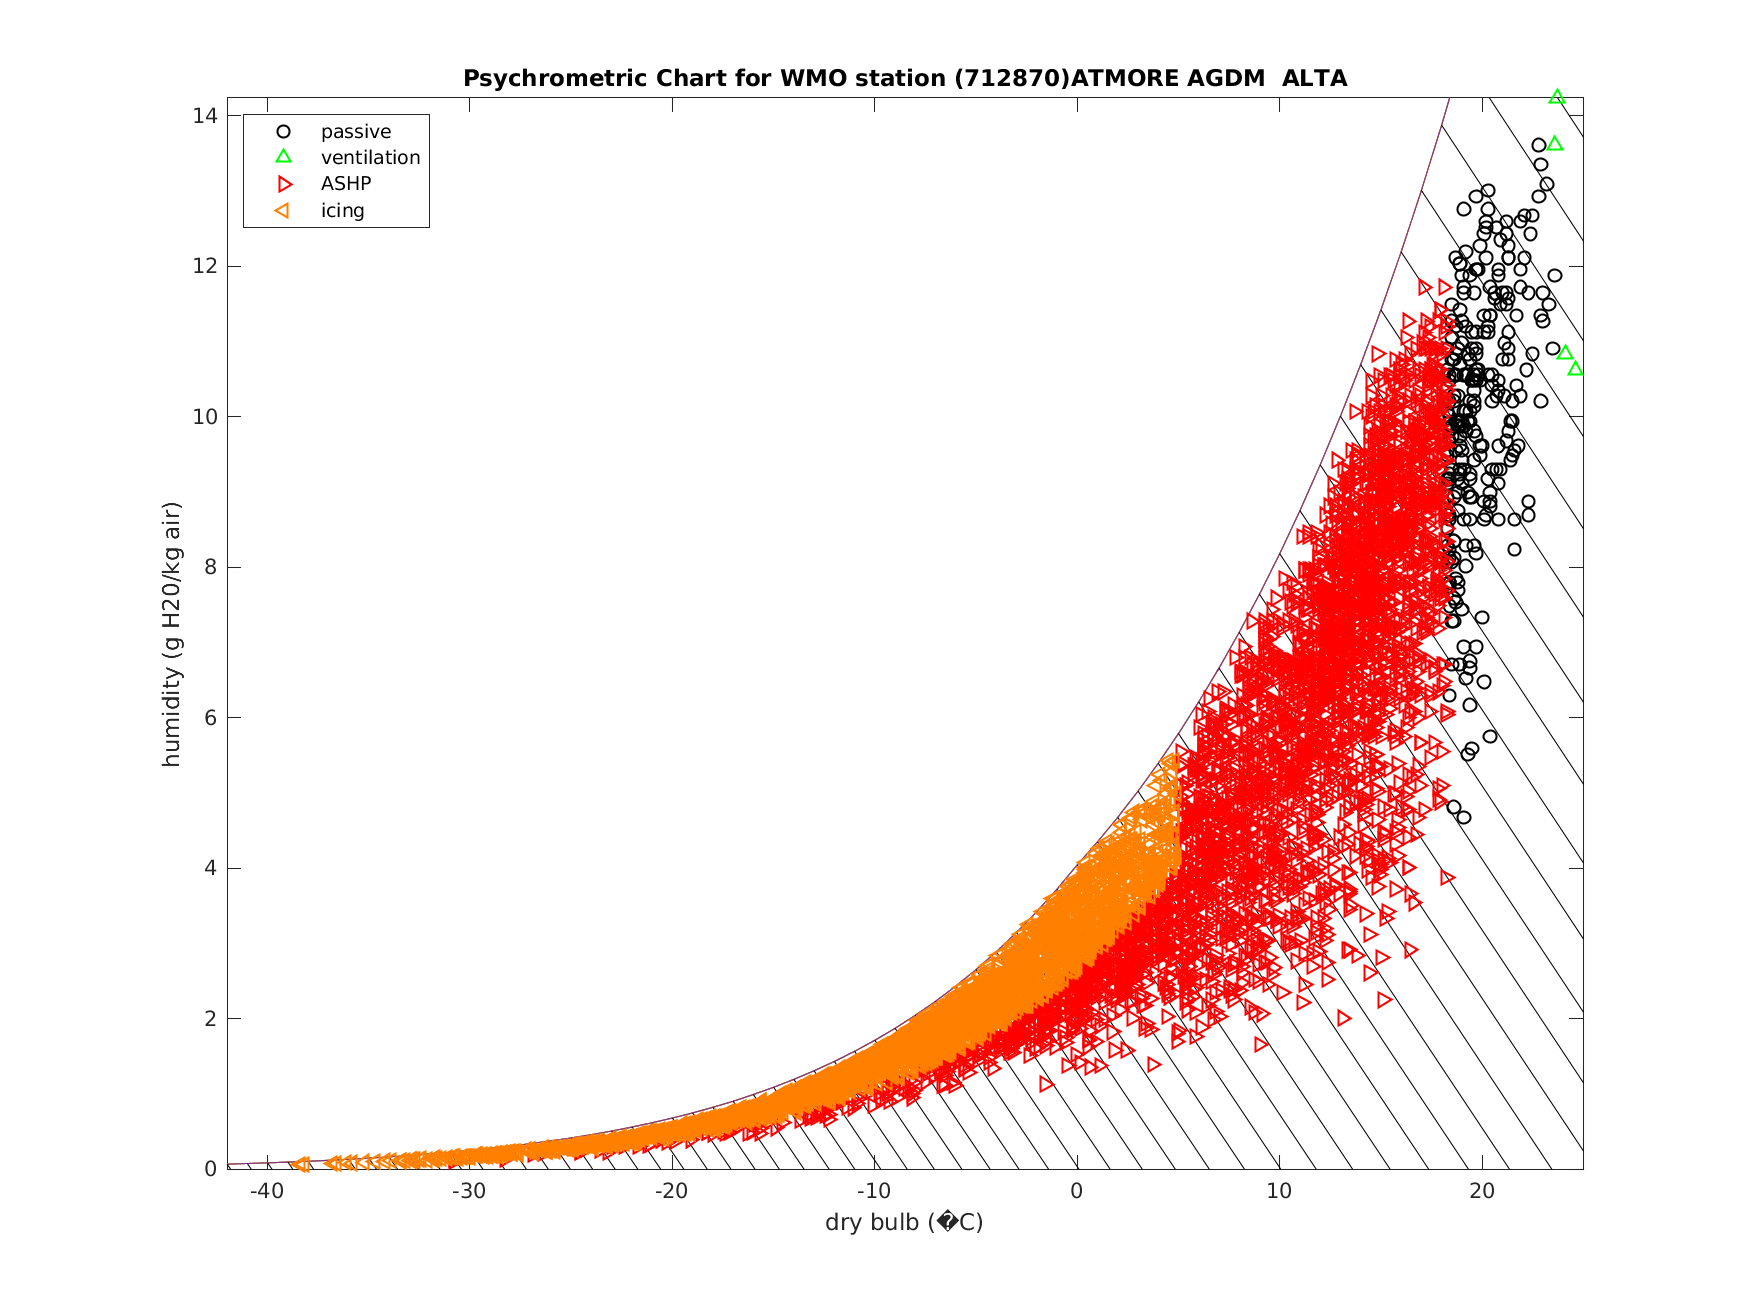 Psychrometric Chart for WMO station (712870)ATMORE AGDM  ALTA
passive
ventilation
ASHP
icing
humidity (g H20/kg air)
14
12
10
8
6
4
2
0
-40 -30 -20 -10 0 10 20
dry bulb (�C)